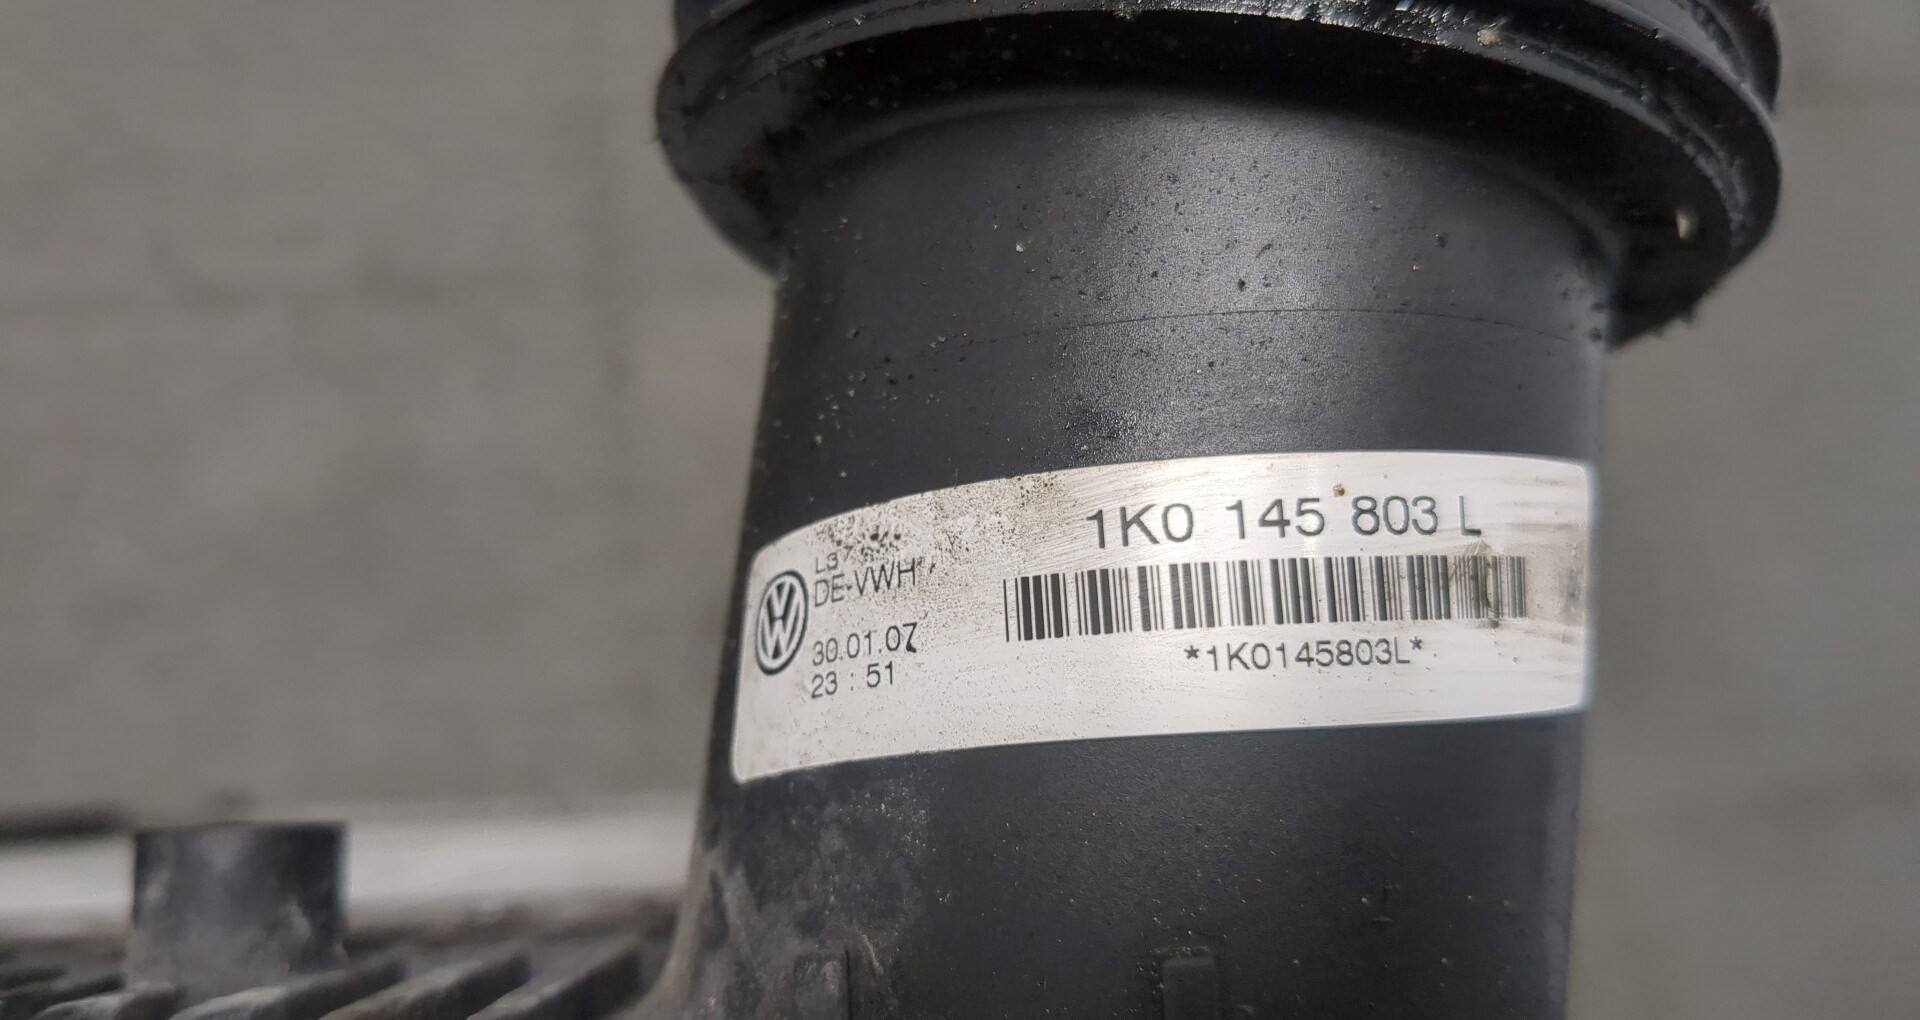 1K0 145 803 L
L3
DE-VWH
*1K0145803L*
30.01.07
23 : 51